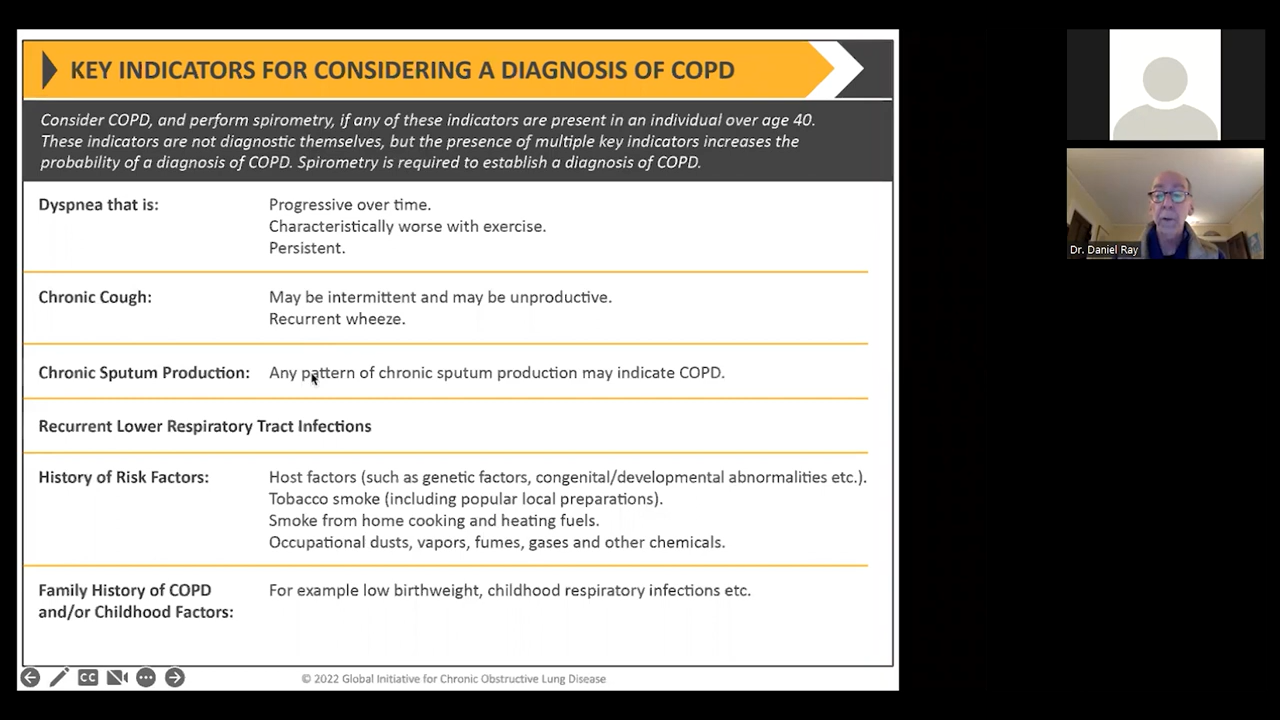 KEY INDICATORS FOR CONSIDERING A DIAGNOSIS OF COPD
Consider COPD, and perform spirometry, if any of these indicators are present in an individual over age 40.
These indicators are not diagnostic themselves, but the presence of multiple key indicators increases the
probability of a diagnosis of COPD. Spirometry is required to establish a diagnosis of COPD.
Dyspnea that is:
Progressive over time.
Characteristically worse with exercise.
Persistent.
Chronic Cough:
May be intermittent and may be unproductive.
Recurrent wheeze.
Chronic Sputum Production:
Any pattern of chronic sputum production may indicate COPD.
Recurrent Lower Respiratory Tract Infections
History of Risk Factors:
Host factors (such as genetic factors, congenital/developmental abnormalities etc.).
Tobacco smoke (including popular local preparations).
Smoke from home cooking and heating fuels.
Occupational dusts, vapors, fumes, gases and other chemicals.
Family History of COPD
and/or Childhood Factors:
For example low birthweight, childhood respiratory infections etc.
CC
© 2022 Global Initiative for Chronic Obstructive Lung Disease
Dr. Daniel Ray